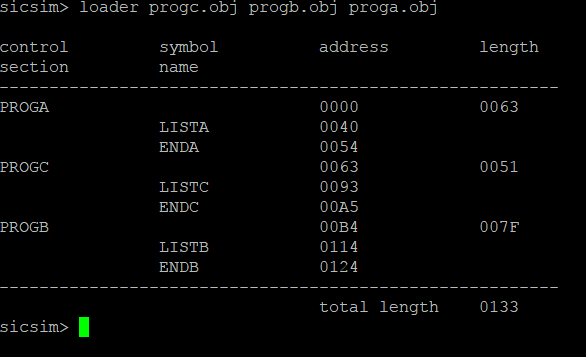 sicsim> loader progc.obj progb.obj proga.obj
control symbol address length
section name
------------------------------------------------------------
PROGA 0000 0063
LISTA 0040
ENDA 0054
PROGC 0063 0051
LISTC 0093
ENDC 00A5
PROGB 00B4 007F
LISTB 0114
ENDB 0124
------------------------------------------------------------
total length 0133
sicsim>